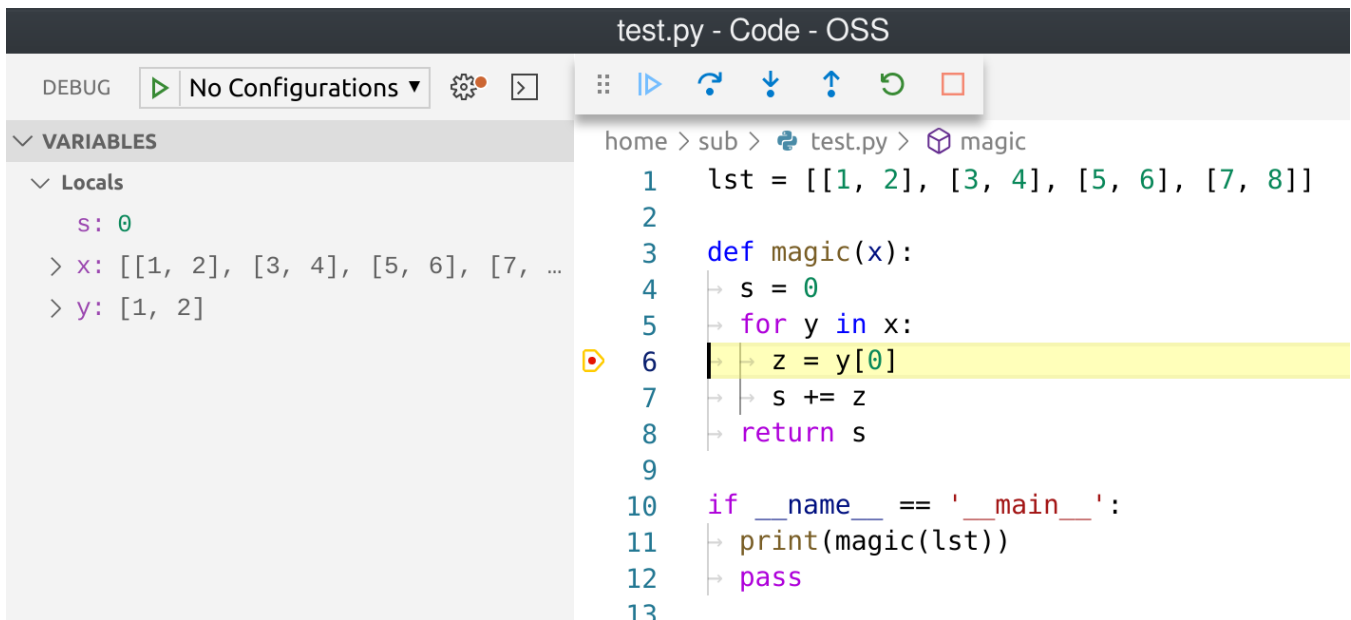 test.py - Code - OSS
DEBUG No Configurations
VARIABLES
Locals
s: 0
x: [[1, 2], [3, 4], [5, 6], [7, …
y: [1, 2]
home > sub > test.py > magic
1 lst = [[1, 2], [3, 4], [5, 6], [7, 8]]
2
3 def magic(x):
4 s = 0
5 for y in x:
6 z = y[0]
7 s += z
8 return s
9
10 if __name__ == '__main__':
11 print(magic(lst))
12 pass
13